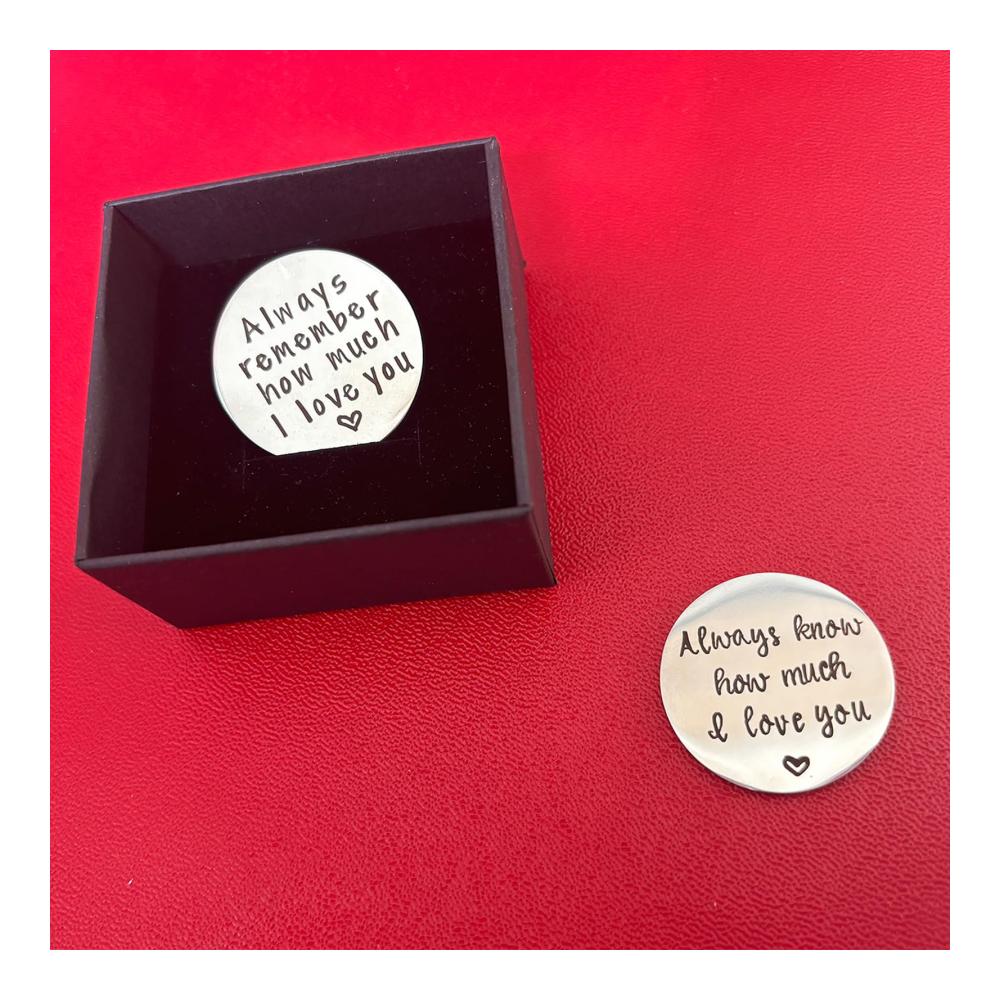 Always
remember
how much
I love you
Always know
how much
I love you